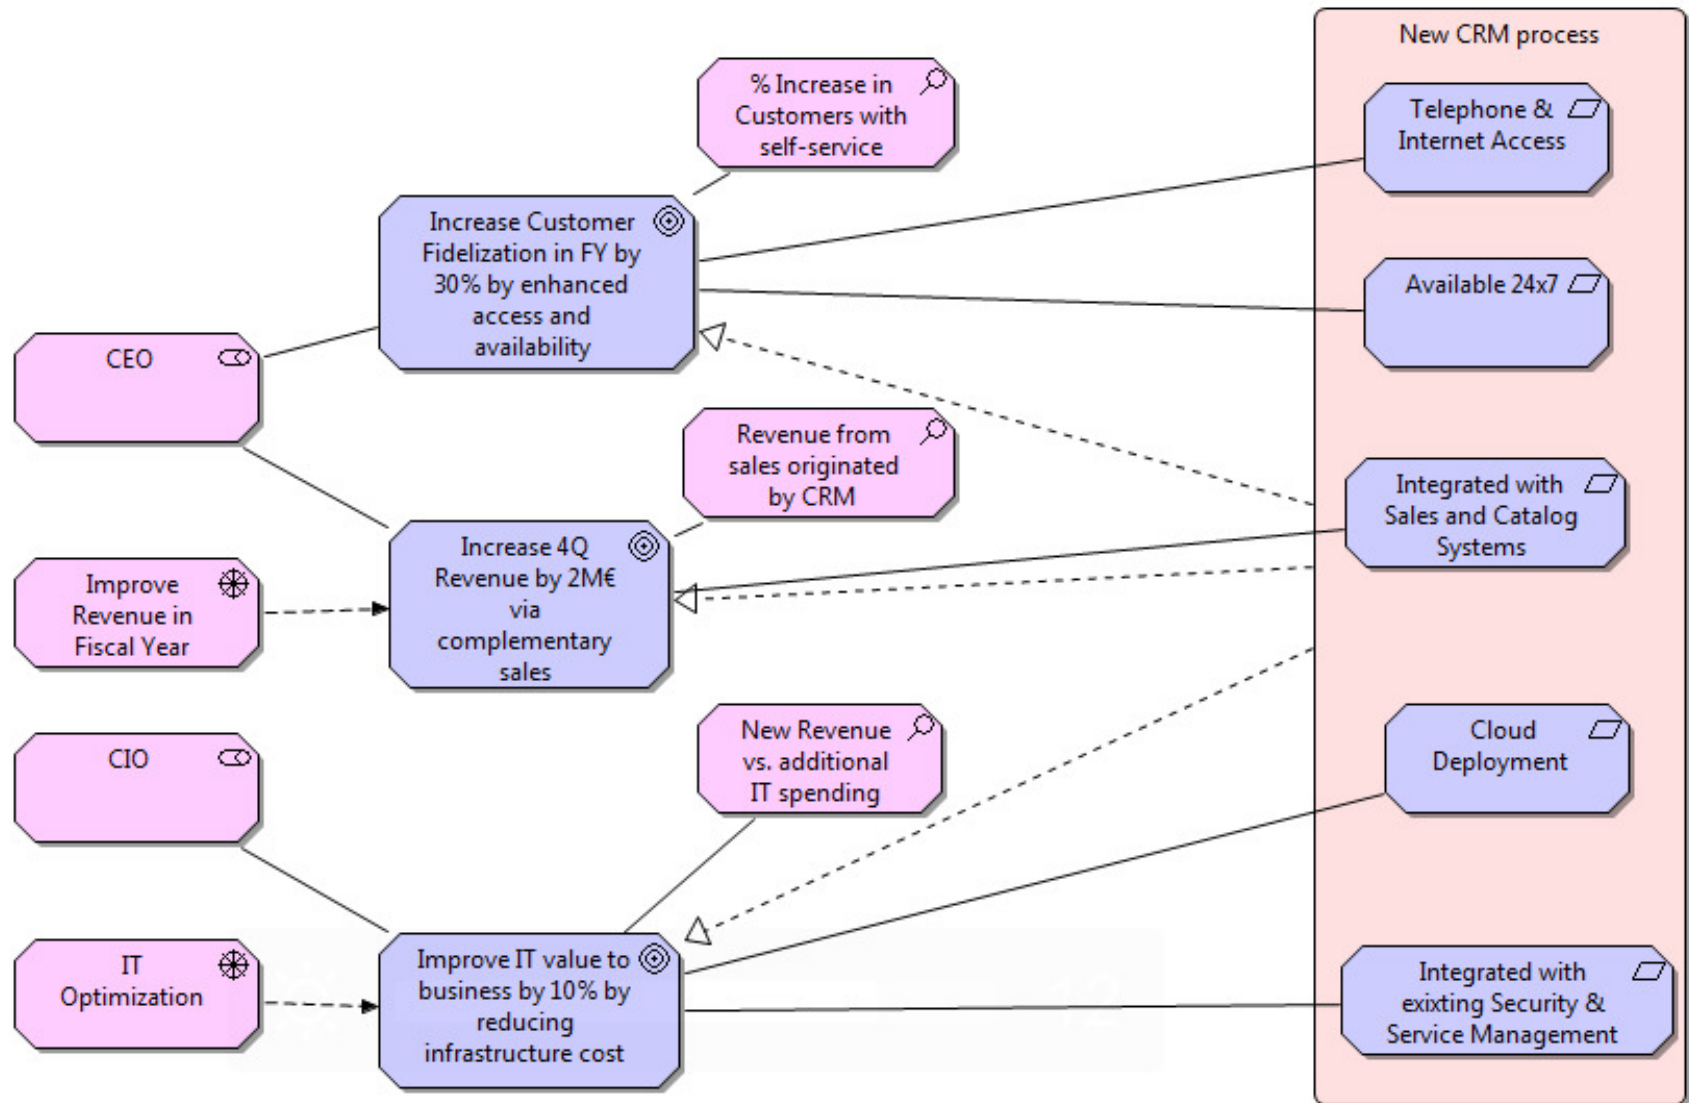 New CRM process
% Increase in
Customers with
self-service
Telephone &
Internet Access
Increase Customer
Fidelization in FY by
30% by enhanced
access and
availability
Available 24x7
CEO
Revenue from
sales originated
by CRM
Integrated with
Sales and Catalog
Systems
Increase 4Q
Revenue by 2M€
via
complementary
sales
Improve
Revenue in
Fiscal Year
CIO
New Revenue
vs. additional
IT spending
Cloud
Deployment
IT
Optimization
Improve IT value to
business by 10% by
reducing
infrastructure cost
Integrated with
exixting Security &
Service Management